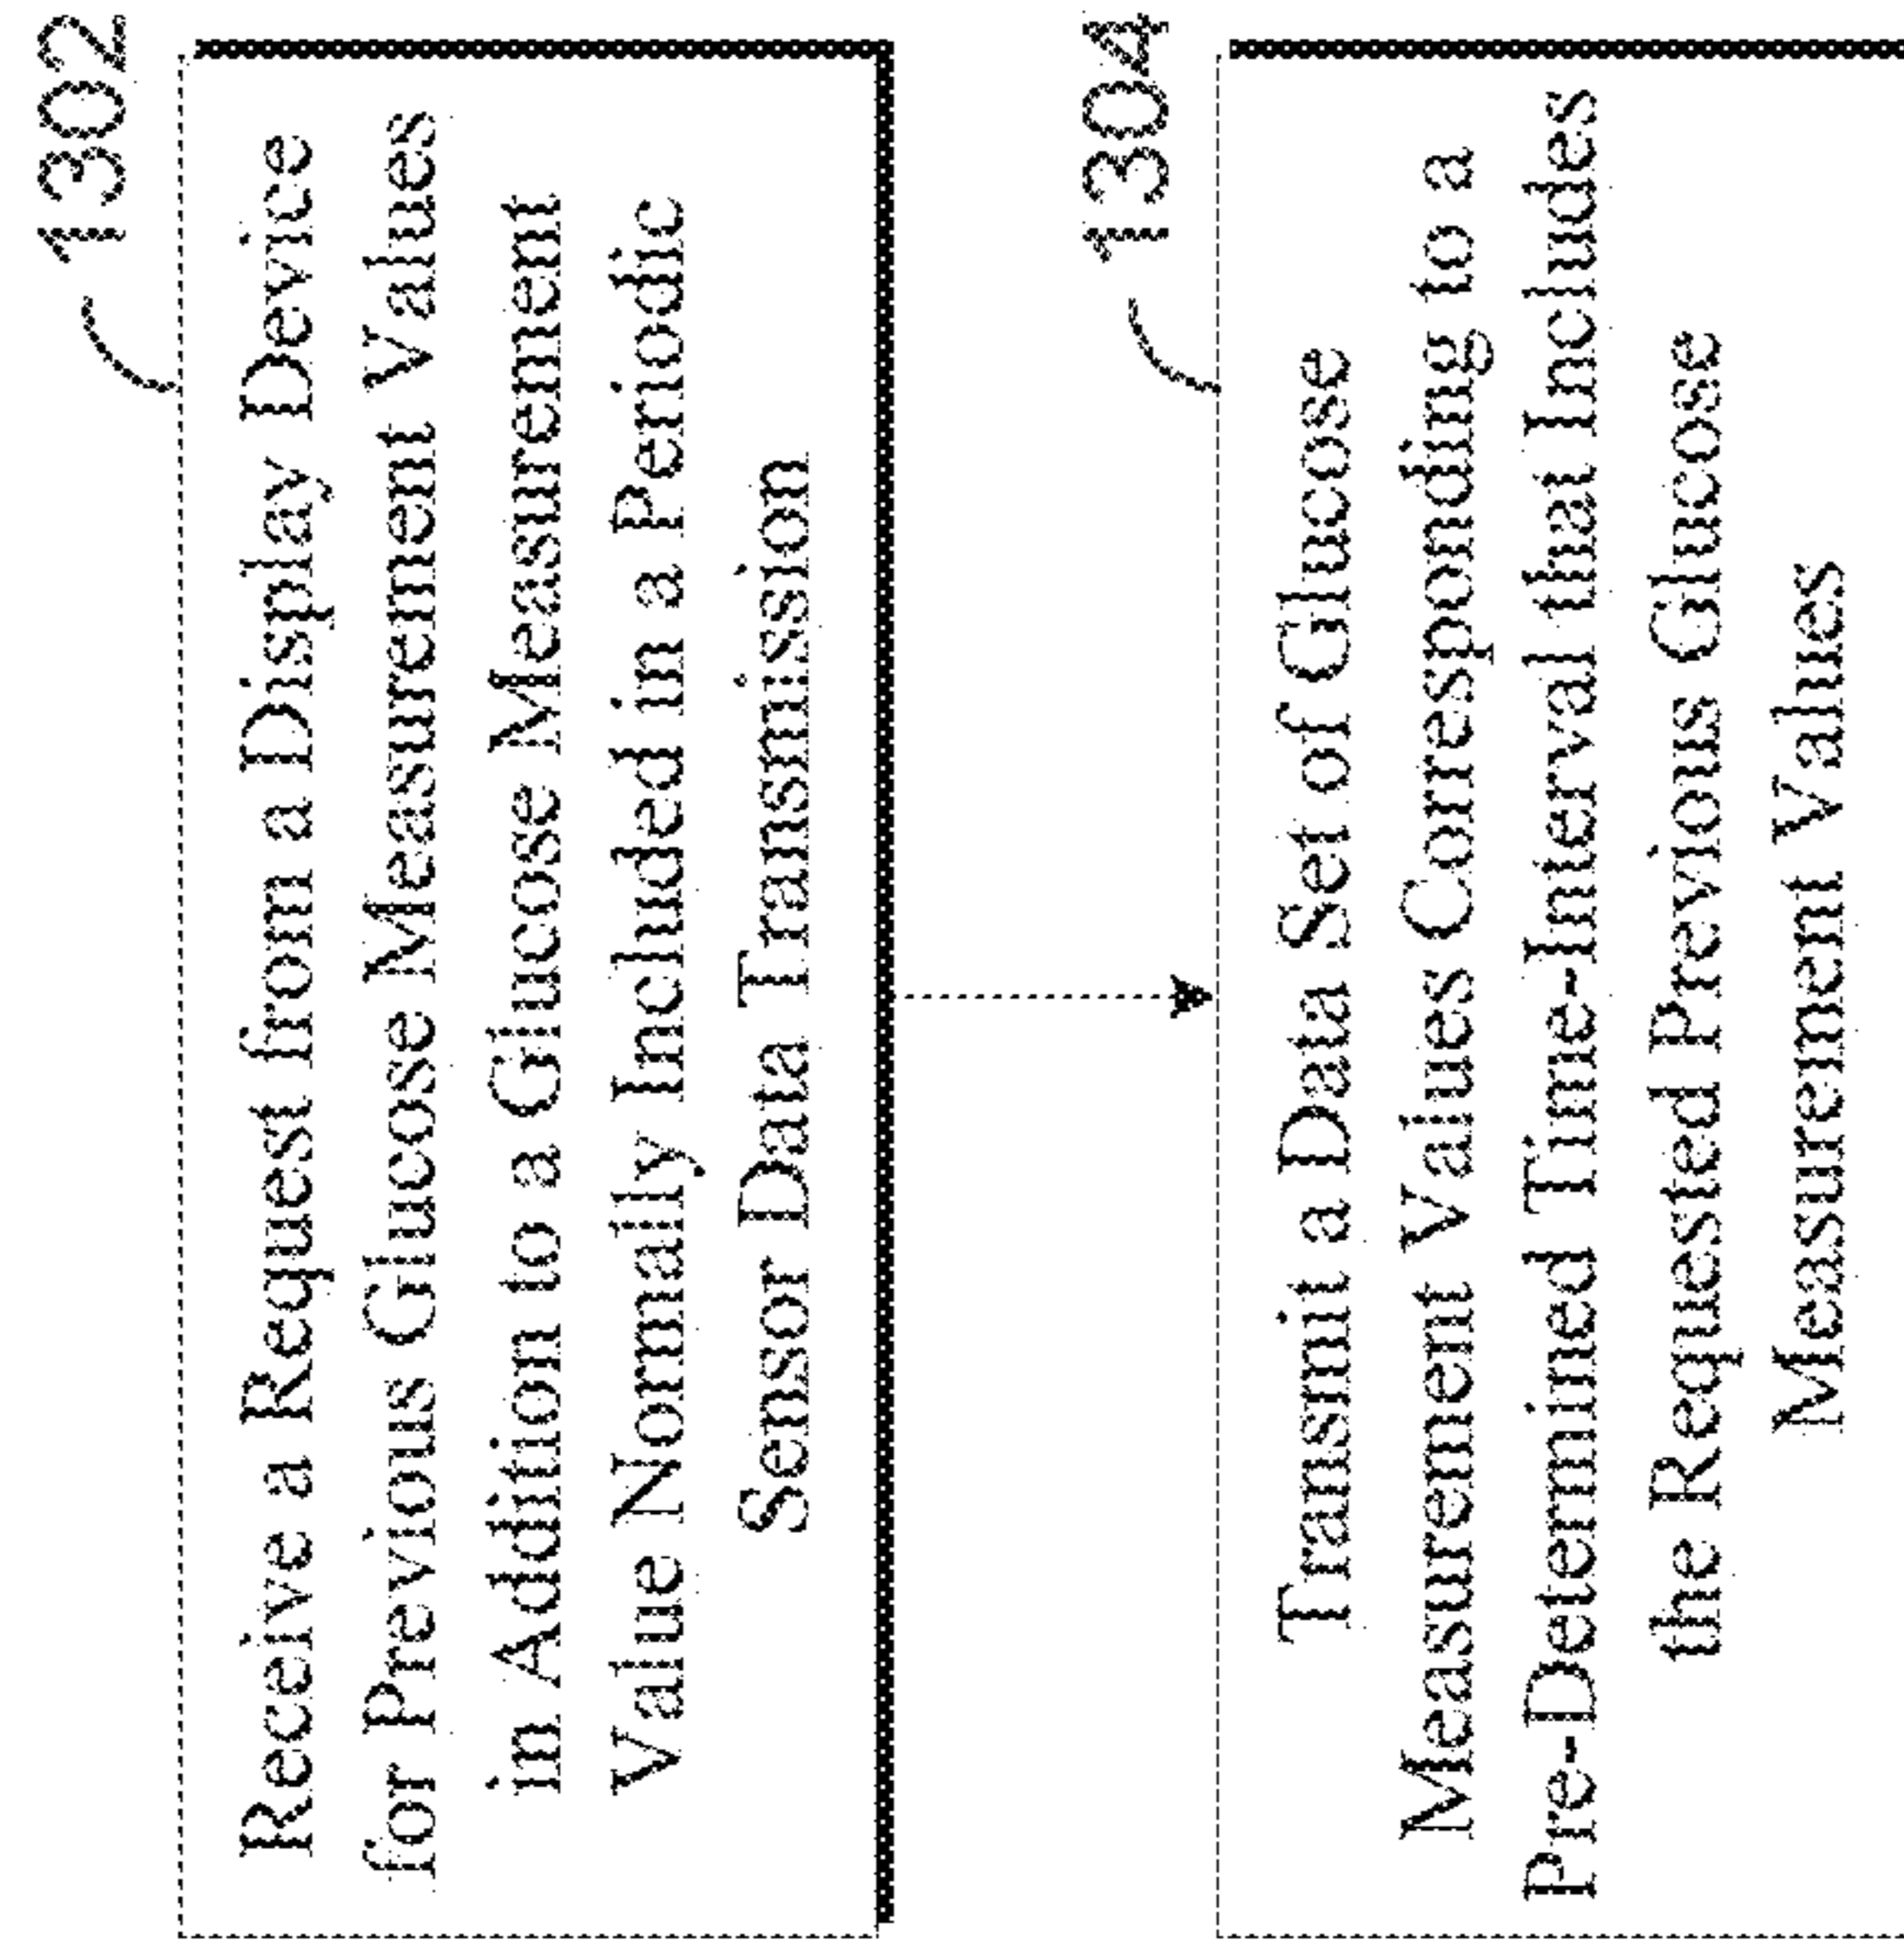 1302
Receive a Request from a Display Device
for Previous Glucose Measurement Values
in Addition to a Glucose Measurement
Value Normally Included in a Periodic
Sensor Data Transmission
1304
Transmit a Data Set of Glucose
Measurement Values Corresponding to a
Pre-Determined Time-Interval that Includes
the Requested Previous Glucose
Measurement Values